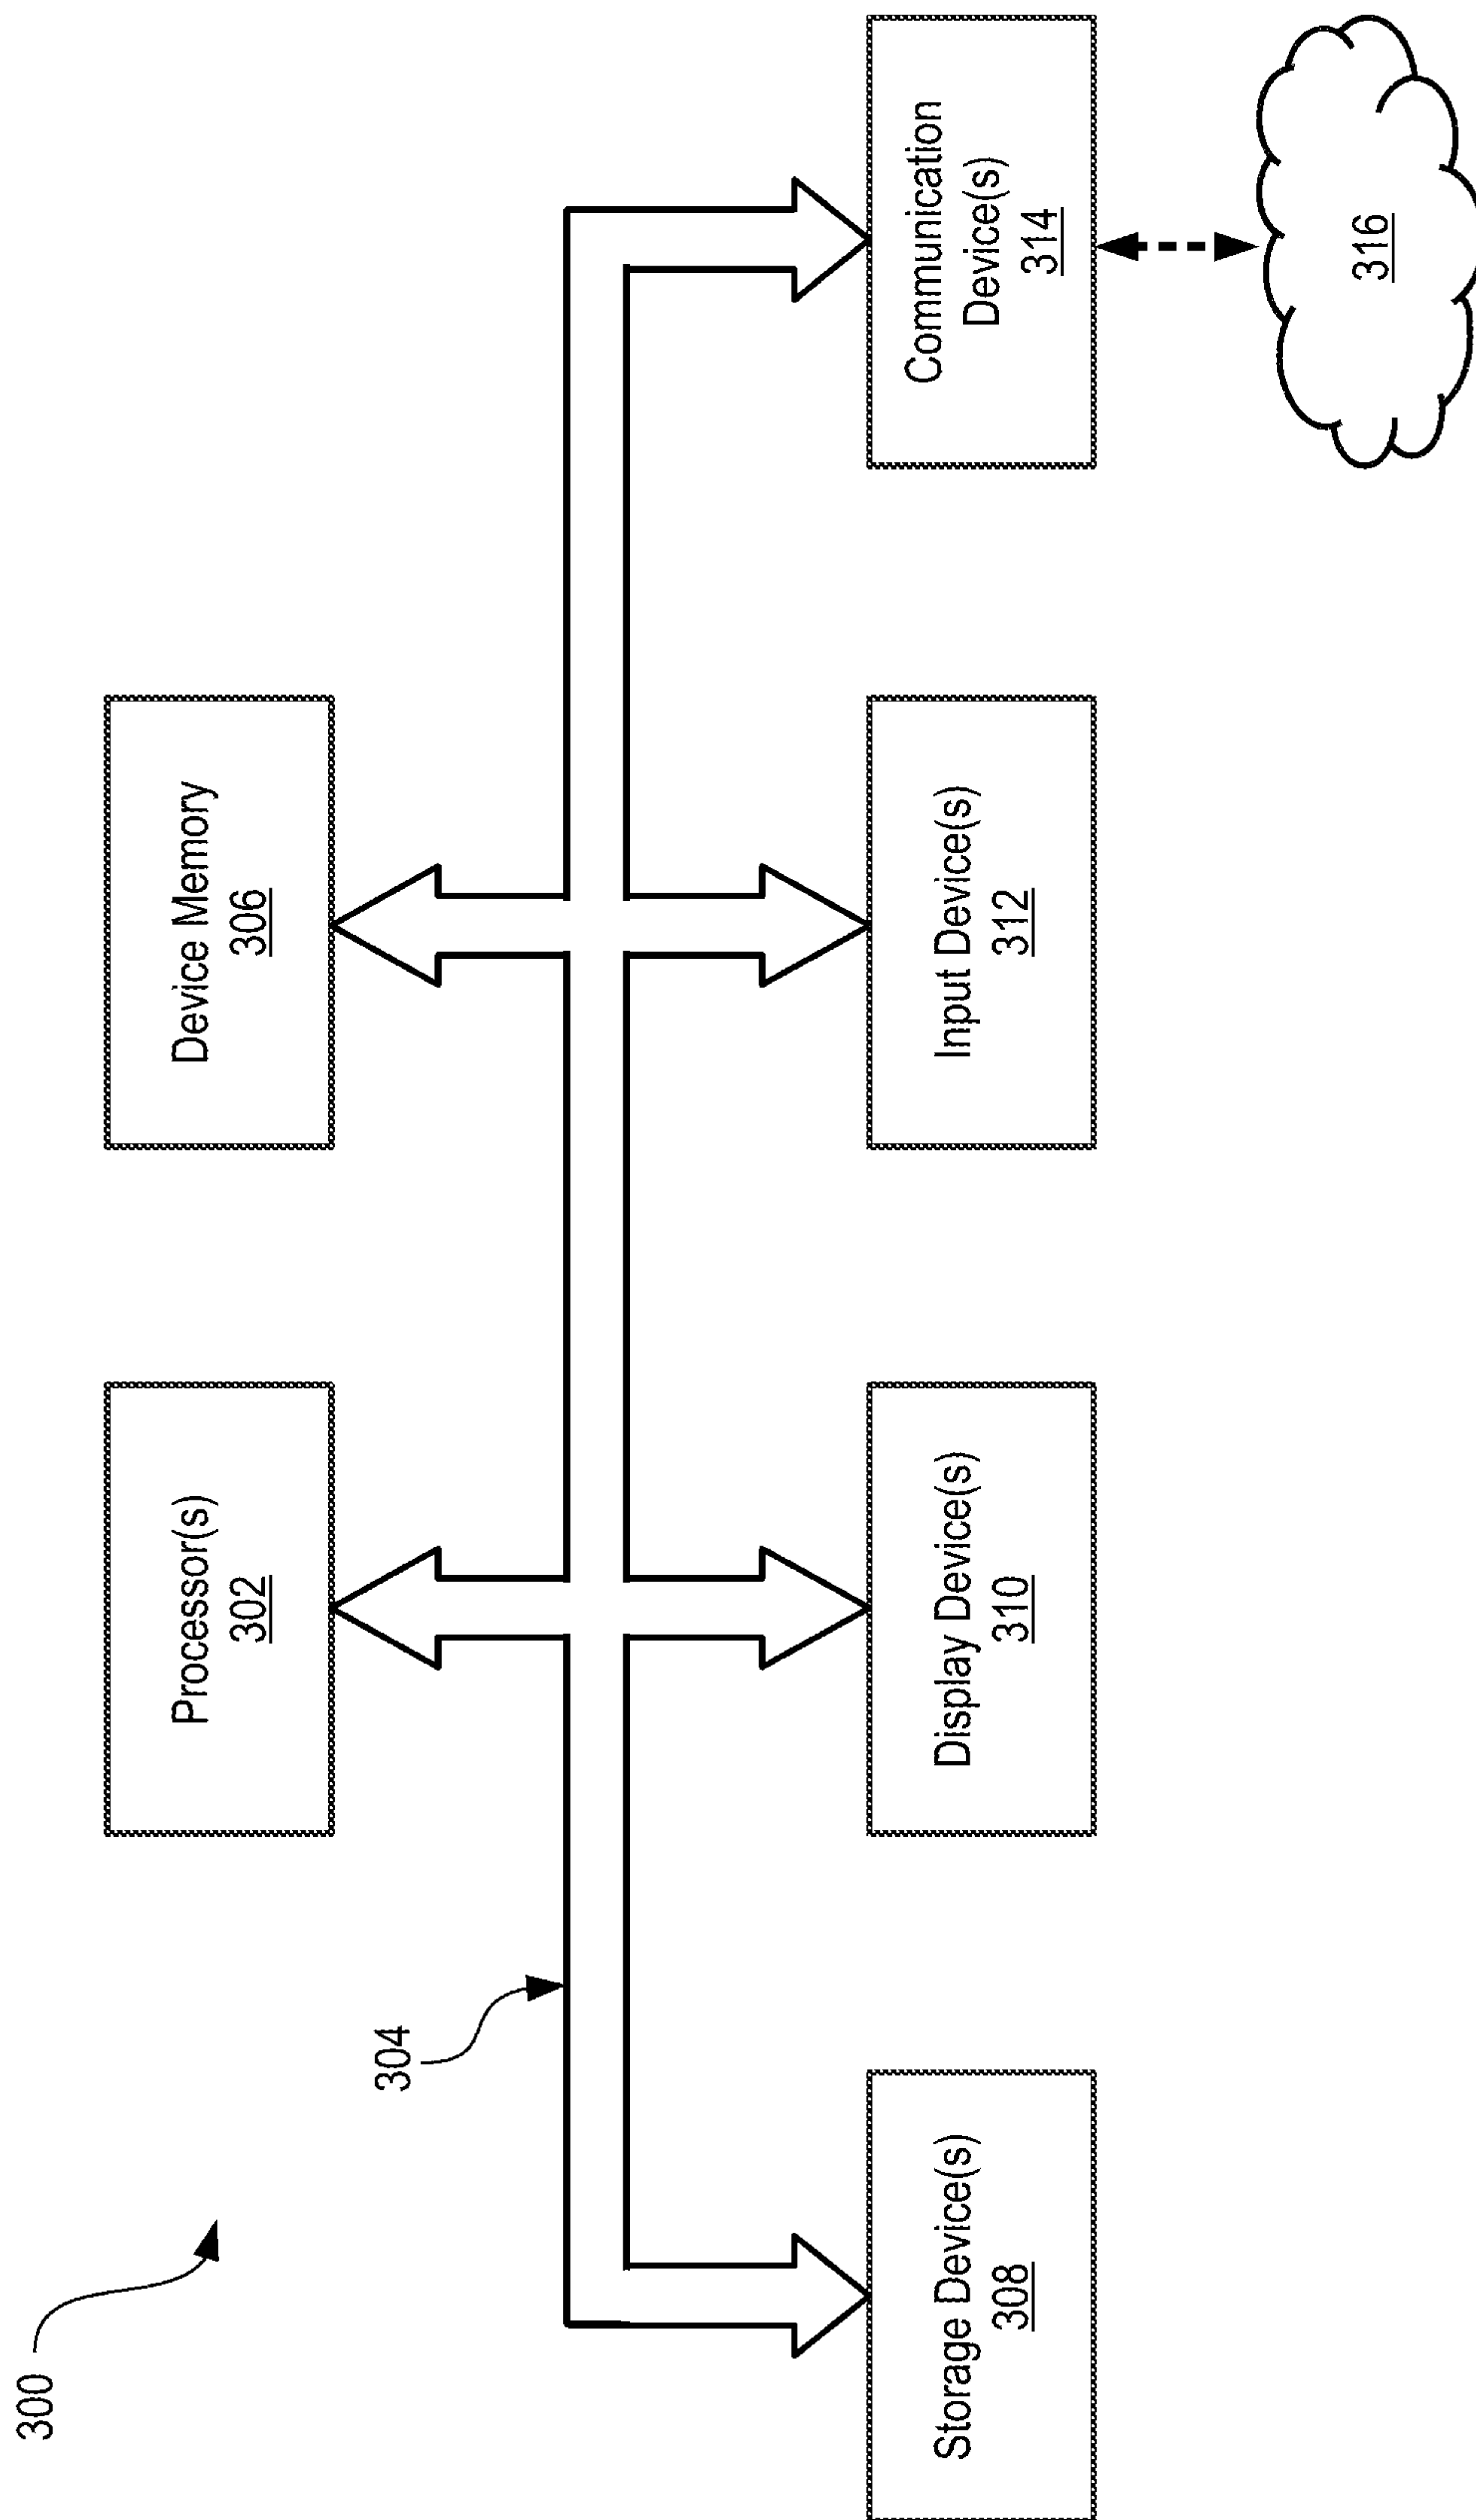 300
304
Processor(s)
302
Device Memory
306
Storage Device(s)
308
Display Device(s)
310
Input Device(s)
312
Communication
Device(s)
314
316